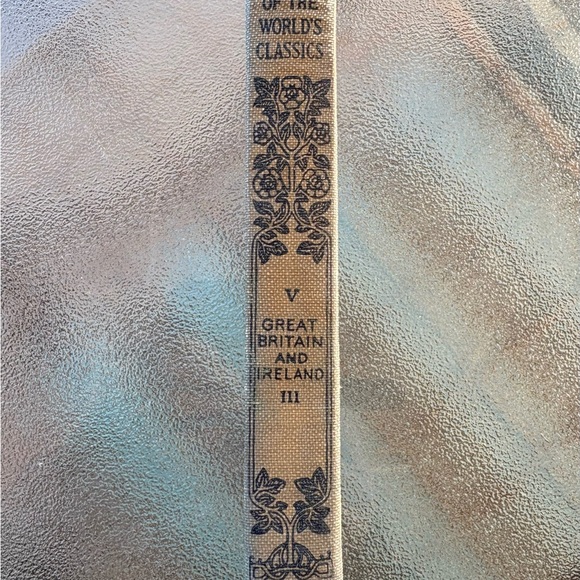 OF THE
WORLD'S
CLASSICS
V
GREAT
BRITAIN
AND
IRELAND
III